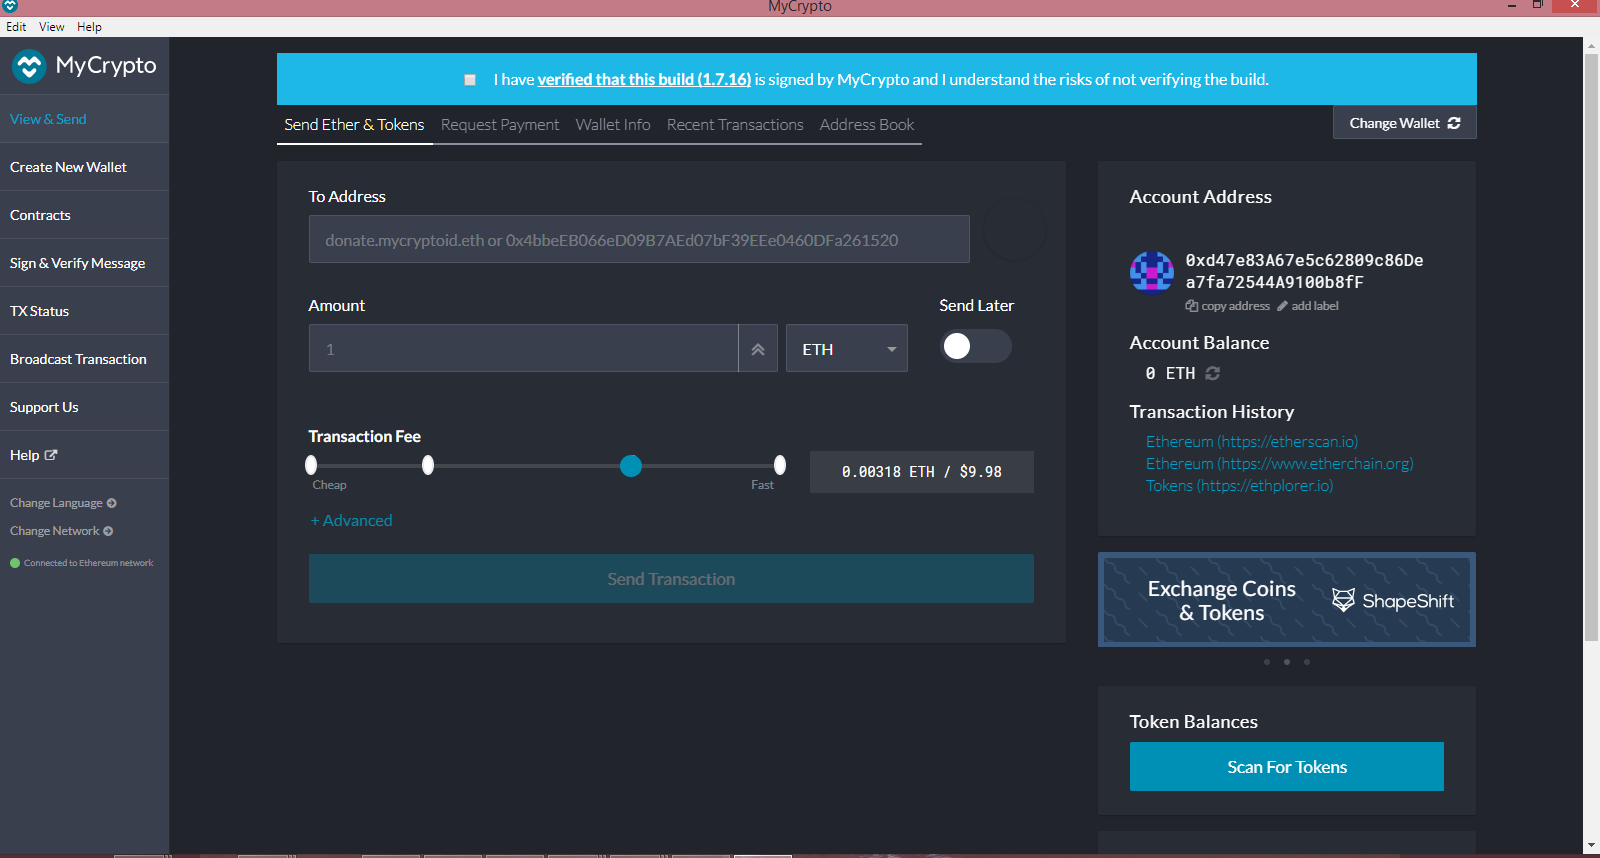 MyCrypto
Edit View Help
MyCrypto
View & Send
Create New Wallet
Contracts
Sign & Verify Message
TX Status
Broadcast Transaction
Support Us
Help
Change Language
Change Network
Connected to Ethereum network
I have verified that this build (1.7.16) is signed by MyCrypto and I understand the risks of not verifying the build.
Send Ether & Tokens Request Payment Wallet Info Recent Transactions Address Book
Change Wallet
To Address
donate.mycryptoid.eth or 0x4bbeEB066eD09B7AEd07bF39EEe0460DFa261520
Amount
Send Later
1
ETH
Transaction Fee
Cheap
Fast
0.00318 ETH / $9.98
+ Advanced
Send Transaction
Account Address
0xd47e83A67e5c62809c86De
a7fa72544A9100b8fF
copy address add label
Account Balance
0 ETH
Transaction History
Ethereum (https://etherscan.io)
Ethereum (https://www.etherchain.org)
Tokens (https://ethplorer.io)
Exchange Coins
& Tokens
ShapeShift
Token Balances
Scan For Tokens